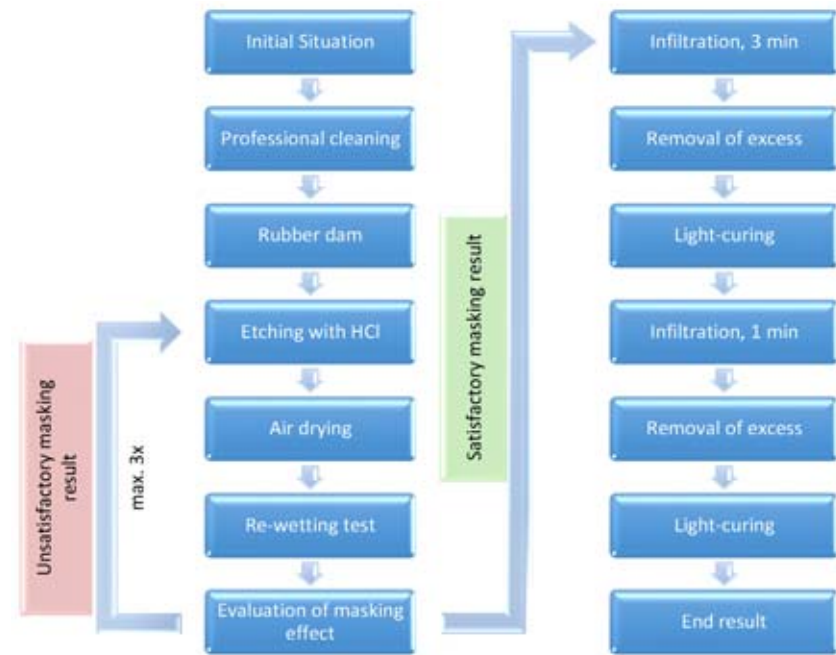 Initial Situation
Professional cleaning
Rubber dam
Etching with HCl
Air drying
Re-wetting test
Evaluation of masking
effect
Unsatisfactory masking
result
max. 3x
Satisfactory masking result
Infiltration, 3 min
Removal of excess
Light-curing
Infiltration, 1 min
Removal of excess
Light-curing
End result